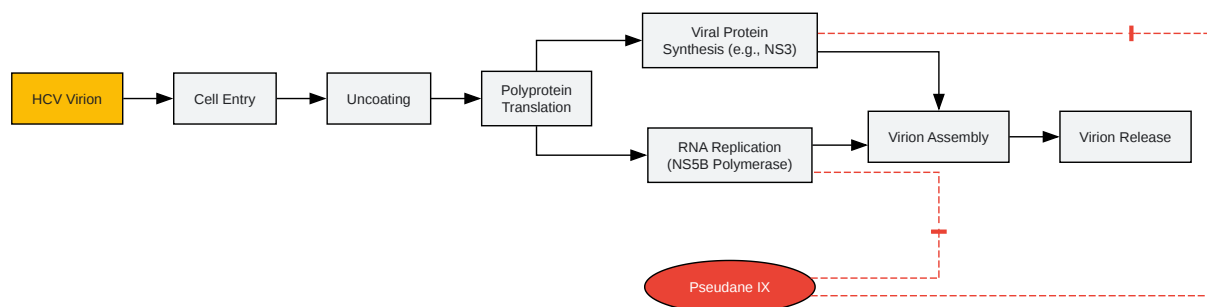 HCV Virion
Cell Entry
Uncoating
Polyprotein
Translation
Viral Protein
Synthesis (e.g., NS3)
RNA Replication
(NS5B Polymerase)
Virion Assembly
Virion Release
Pseudane IX